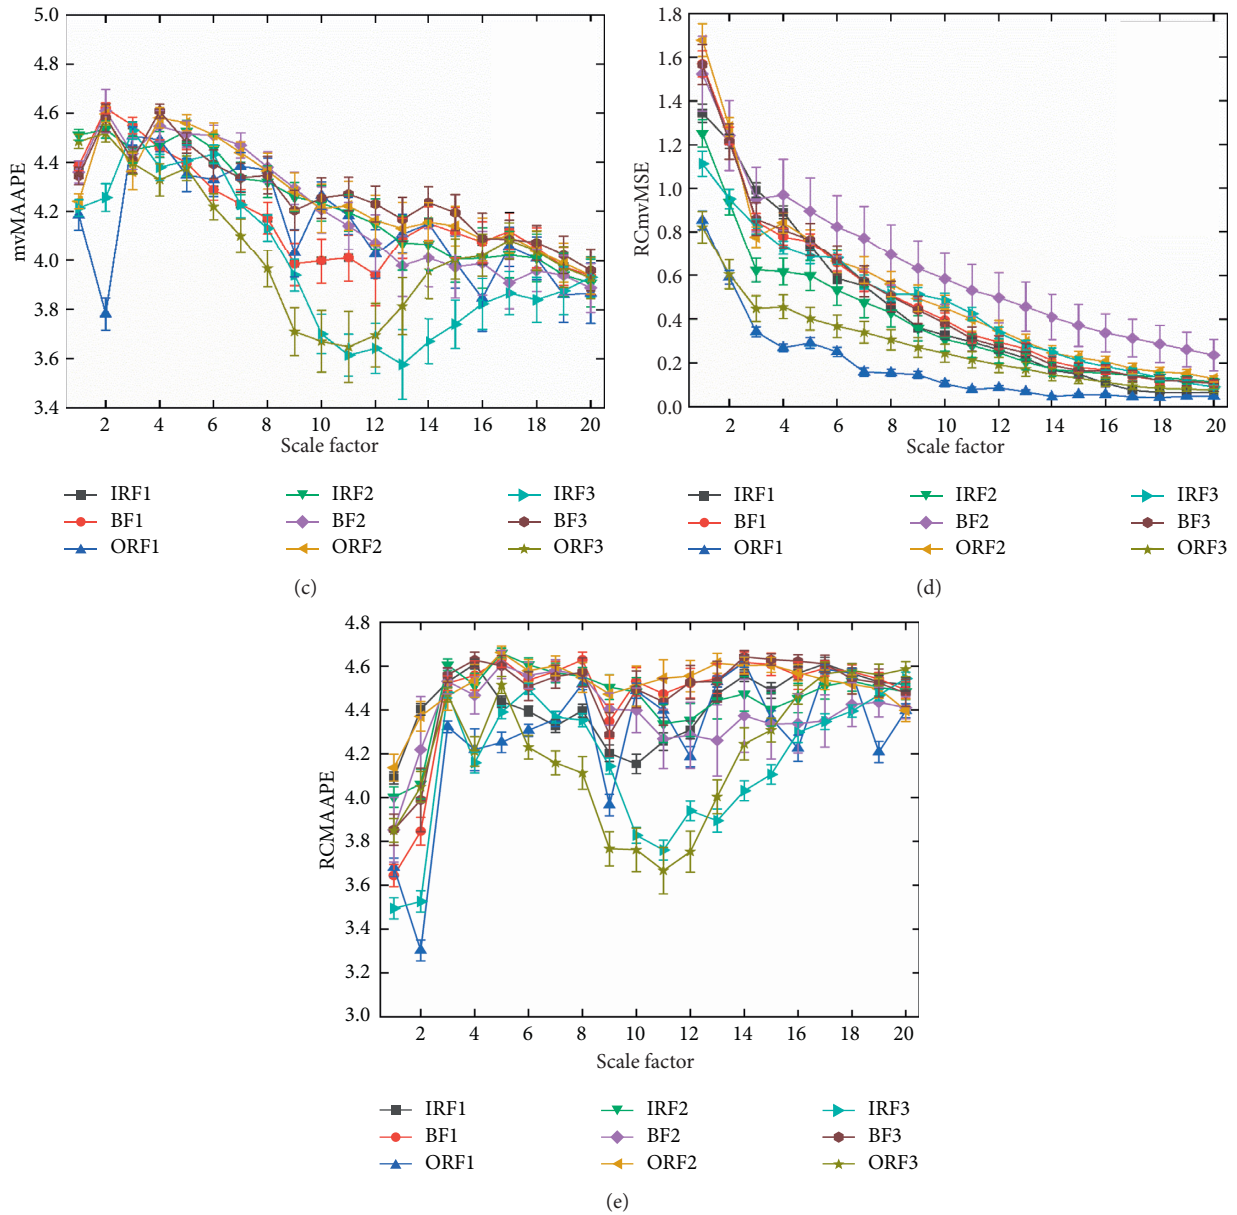 5.0
4.8
4.6
4.4
4.2
4.0
3.8
3.6
3.4
mvMAAPE
2 4 6 8 10 12 14 16 18 20
Scale factor
IRF1 IRF2 IRF3
BF1 BF2 BF3
ORF1 ORF2 ORF3
(c)
1.8
1.6
1.4
1.2
1.0
0.8
0.6
0.4
0.2
0.0
RCmvMSE
2 4 6 8 10 12 14 16 18 20
Scale factor
IRF1 IRF2 IRF3
BF1 BF2 BF3
ORF1 ORF2 ORF3
(d)
4.8
4.6
4.4
4.2
4.0
3.8
3.6
3.4
3.2
3.0
RCMAAPE
2 4 6 8 10 12 14 16 18 20
Scale factor
IRF1 IRF2 IRF3
BF1 BF2 BF3
ORF1 ORF2 ORF3
(e)